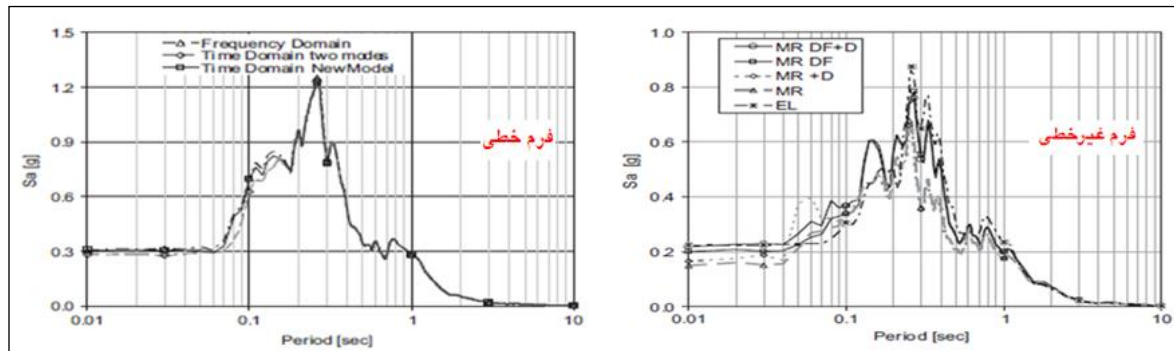 1.5
1.2
0.9
0.6
0.3
0.0
Sa [g]
Frequency Domain
Time Domain two modes
Time Domain NewModel
فرم خطی
0.01
0.1
1
10
Period [sec]
1.0
0.8
0.6
0.4
0.2
0.0
Sa [g]
MR DF+D
MR DF
MR +D
MR
EL
فرم غیرخطی
0.01
0.1
1
10
Period [sec]